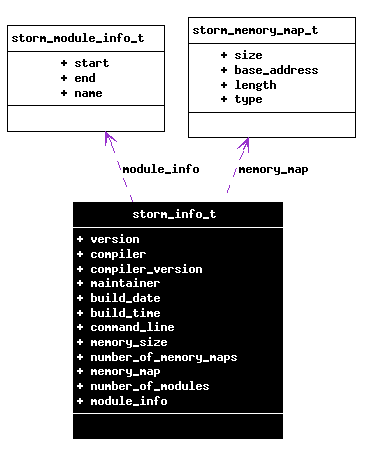 storm_module_info_t
+ start
+ end
+ name
storm_memory_map_t
+ size
+ base_address
+ length
+ type
module_info
memory_map
storm_info_t
+ version
+ compiler
+ compiler_version
+ maintainer
+ build_date
+ build_time
+ command_line
+ memory_size
+ number_of_memory_maps
+ memory_map
+ number_of_modules
+ module_info